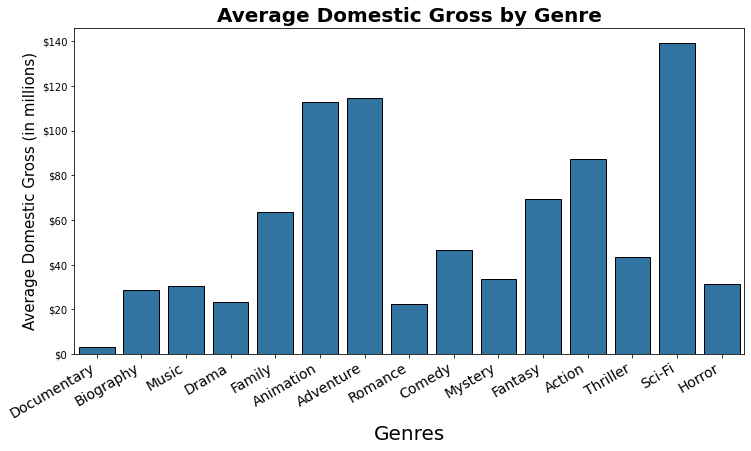 Average Domestic Gross by Genre
Average Domestic Gross (in millions)
$140
$120
$100
$80
$60
$40
$20
$0
Documentary
Biography
Music
Drama
Family
Animation
Adventure
Romance
Comedy
Mystery
Fantasy
Action
Thriller
Sci-Fi
Horror
Genres